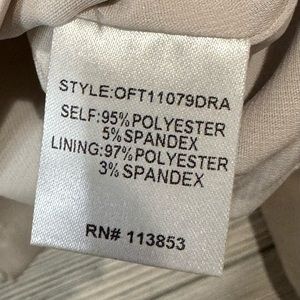 STYLE:OFT11079DRA
SELF:95% POLYESTER
5% SPANDEX
LINING:97% POLYESTER
3% SPANDEX
RN# 113853